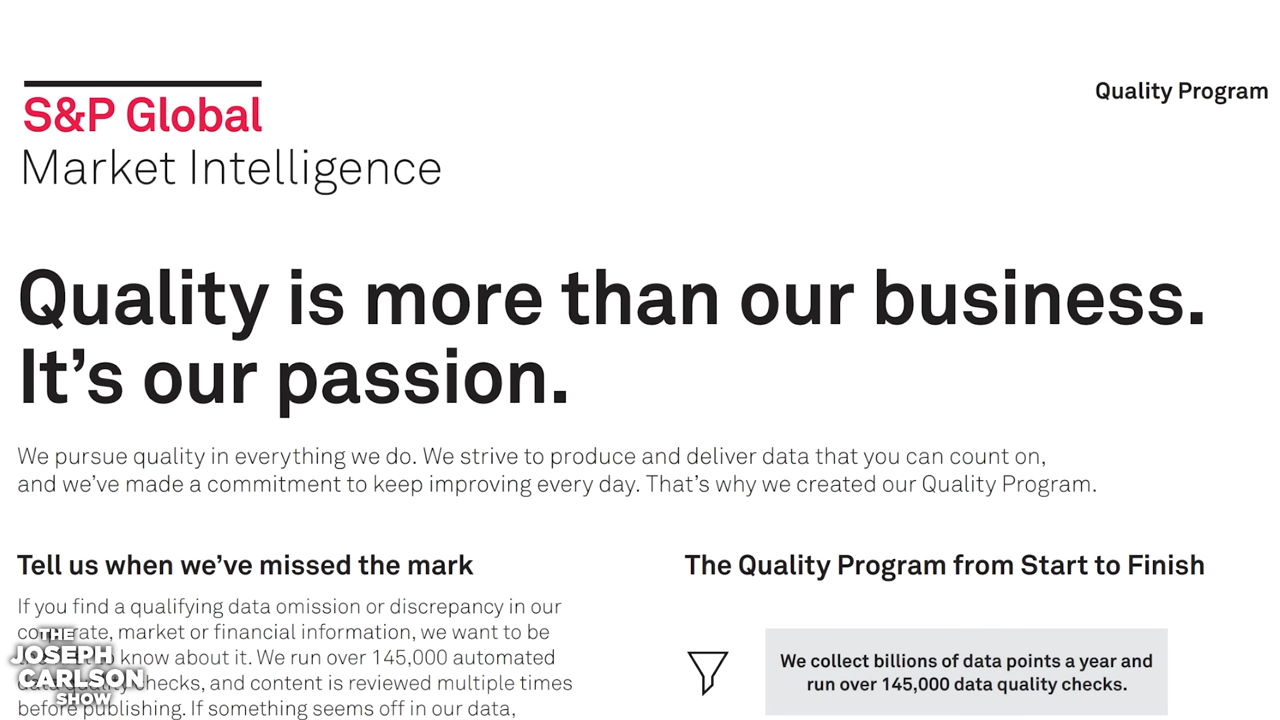 S&P Global
Market Intelligence
Quality Program
Quality is more than our business.
It's our passion.
We pursue quality in everything we do. We strive to produce and deliver data that you can count on,
and we've made a commitment to keep improving every day. That's why we created our Quality Program.
Tell us when we've missed the mark
If you find a qualifying data omission or discrepancy in our
market or financial information, we want to be
know about it. We run over 145,000 automated
checks, and content is reviewed multiple times
before publishing. If something seems off in our data,
The Quality Program from Start to Finish
We collect billions of data points a year and
run over 145,000 data quality checks.
THE
JOSEPH
CARLSON
SHOW